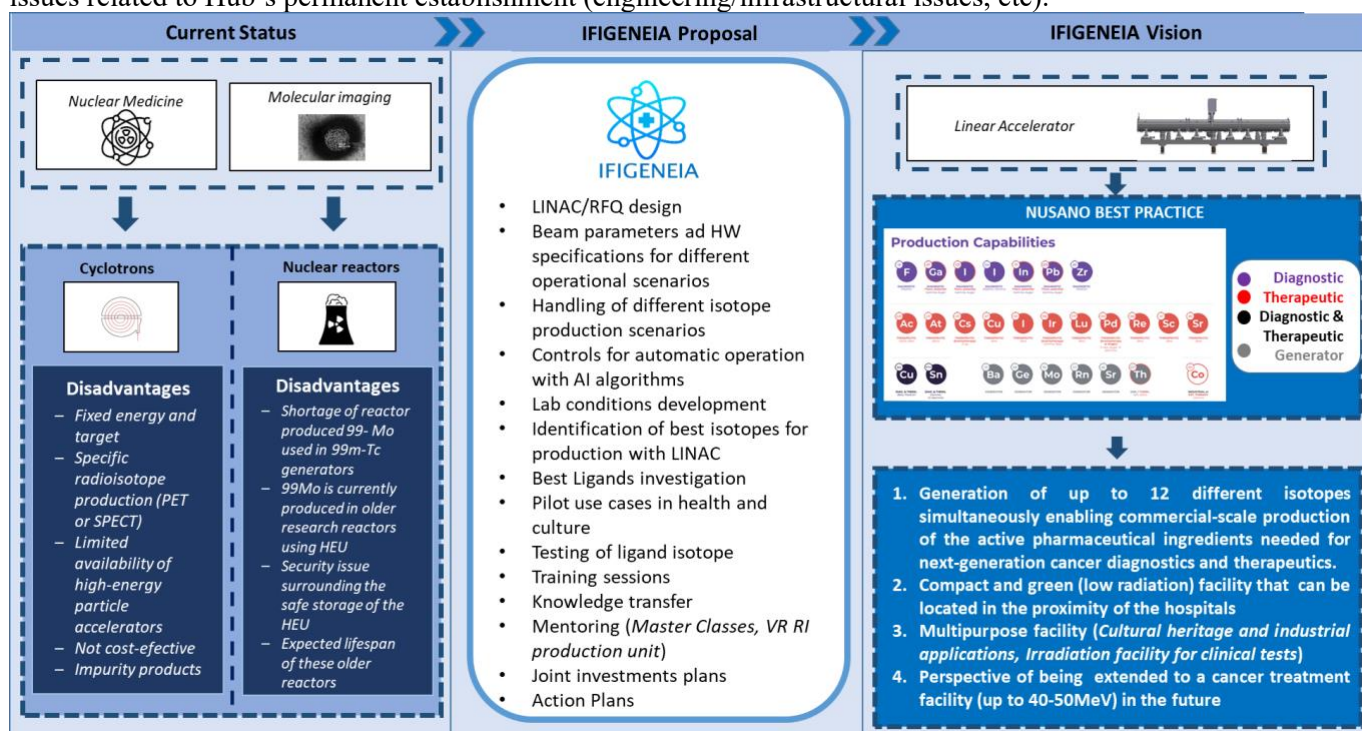 issues related to Hub's permanent establishment (engineering/infrastructural issues, etc).
Current Status
IFIGENEIA Proposal
IFIGENEIA Vision
Nuclear Medicine
Molecular imaging
Cyclotrons
Nuclear reactors
Disadvantages
– Fixed energy and
target
– Specific
radioisotope
production (PET
or SPECT)
– Limited
availability of
high-energy
particle
accelerators
– Not cost-efective
– Impurity products
Disadvantages
– Shortage of reactor
produced 99- Mo
used in 99m-Tc
generators
– 99Mo is currently
produced in older
research reactors
using HEU
– Security issue
surrounding the
safe storage of the
HEU
– Expected lifespan
of these older
reactors
IFIGENEIA
• LINAC/RFQ design
• Beam parameters ad HW
specifications for different
operational scenarios
• Handling of different isotope
production scenarios
• Controls for automatic operation
with AI algorithms
• Lab conditions development
• Identification of best isotopes for
production with LINAC
• Best Ligands investigation
• Pilot use cases in health and
culture
• Testing of ligand isotope
• Training sessions
• Knowledge transfer
• Mentoring (Master Classes, VR RI
production unit)
• Joint investments plans
• Action Plans
Linear Accelerator
NUSANO BEST PRACTICE
Production Capabilities
F Ga I I In Pb Zr
Ac At Cs Cu I Ir Lu Pd Re Sc Sr
Cu Sn Ba Ge Mo Rn Sr Th Co
Diagnostic
Therapeutic
Diagnostic &
Therapeutic
Generator
1. Generation of up to 12 different isotopes
simultaneously enabling commercial-scale production
of the active pharmaceutical ingredients needed for
next-generation cancer diagnostics and therapeutics.
2. Compact and green (low radiation) facility that can be
located in the proximity of the hospitals
3. Multipurpose facility (Cultural heritage and industrial
applications, Irradiation facility for clinical tests)
4. Perspective of being extended to a cancer treatment
facility (up to 40-50MeV) in the future